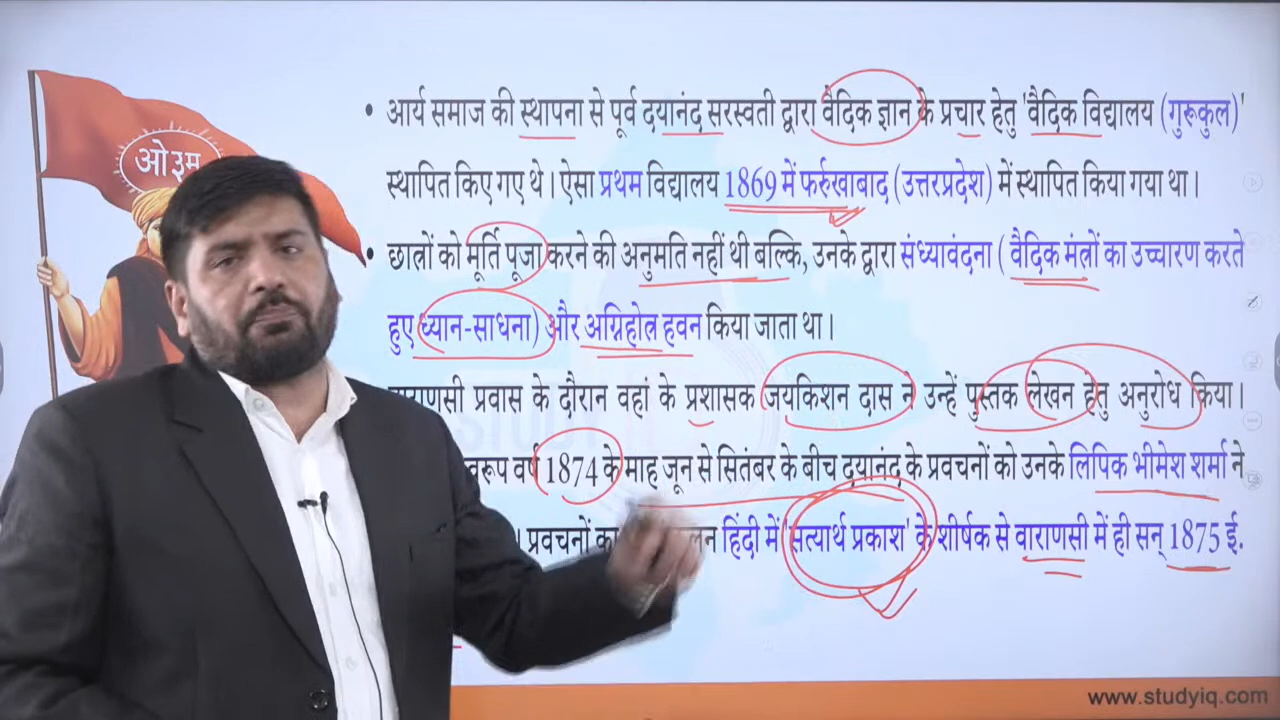 ओ३म्
• आर्य समाज की स्थापना से पूर्व दयानंद सरस्वती द्वारा वैदिक ज्ञान के प्रचार हेतु 'वैदिक विद्यालय (गुरूकुल)'
स्थापित किए गए थे। ऐसा प्रथम विद्यालय 1869 में फर्रुखाबाद (उत्तरप्रदेश) में स्थापित किया गया था।
• छात्रों को मूर्ति पूजा करने की अनुमति नहीं थी बल्कि, उनके द्वारा संध्यावंदना ( वैदिक मंत्रों का उच्चारण करते
हुए ध्यान-साधना) और अग्निहोत्र हवन किया जाता था।
प्रवास के दौरान वहां के प्रशासक जयकिशन दास ने उन्हें पुस्तक लेखन हेतु अनुरोध किया।
वर्ष 1874 के माह जून से सितंबर के बीच दयानंद के प्रवचनों को उनके लिपिक भीमेश शर्मा ने
। प्रवचनों का हिंदी में 'सत्यार्थ प्रकाश' के शीर्षक से वाराणसी में ही सन् 1875 ई.
www.studyiq.com